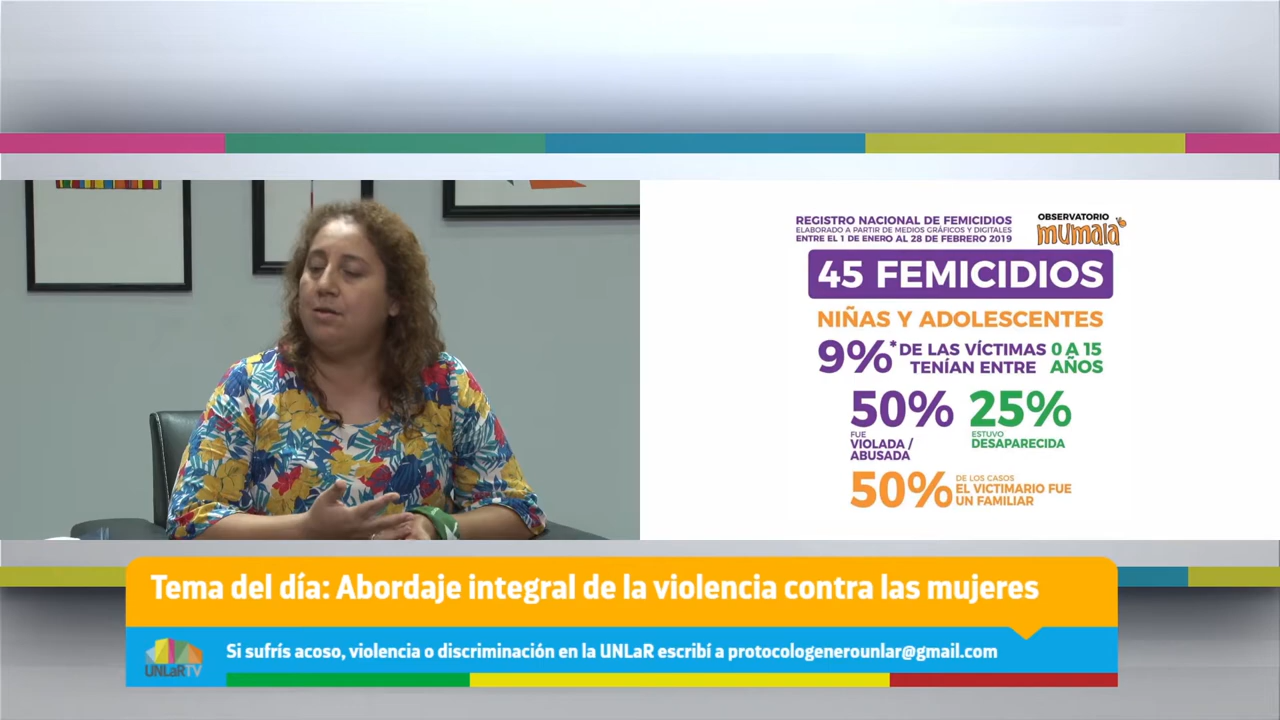 REGISTRO NACIONAL DE FEMICIDIOS
ELABORADO A PARTIR DE MEDIOS GRÁFICOS Y DIGITALES
ENTRE EL 1 DE ENERO AL 28 DE FEBRERO 2019
OBSERVATORIO
mumala
45 FEMICIDIOS
NIÑAS Y ADOLESCENTES
9%* DE LAS VÍCTIMAS 0 A 15
TENÍAN ENTRE AÑOS
50% 25%
FUE ESTUVO
VIOLADA / DESAPARECIDA
ABUSADA
50% DE LOS CASOS
EL VICTIMARIO FUE
UN FAMILIAR
Tema del día: Abordaje integral de la violencia contra las mujeres
Si sufrís acoso, violencia o discriminación en la UNLaR escribí a protocologenerounlar@gmail.com
UNLaRTV